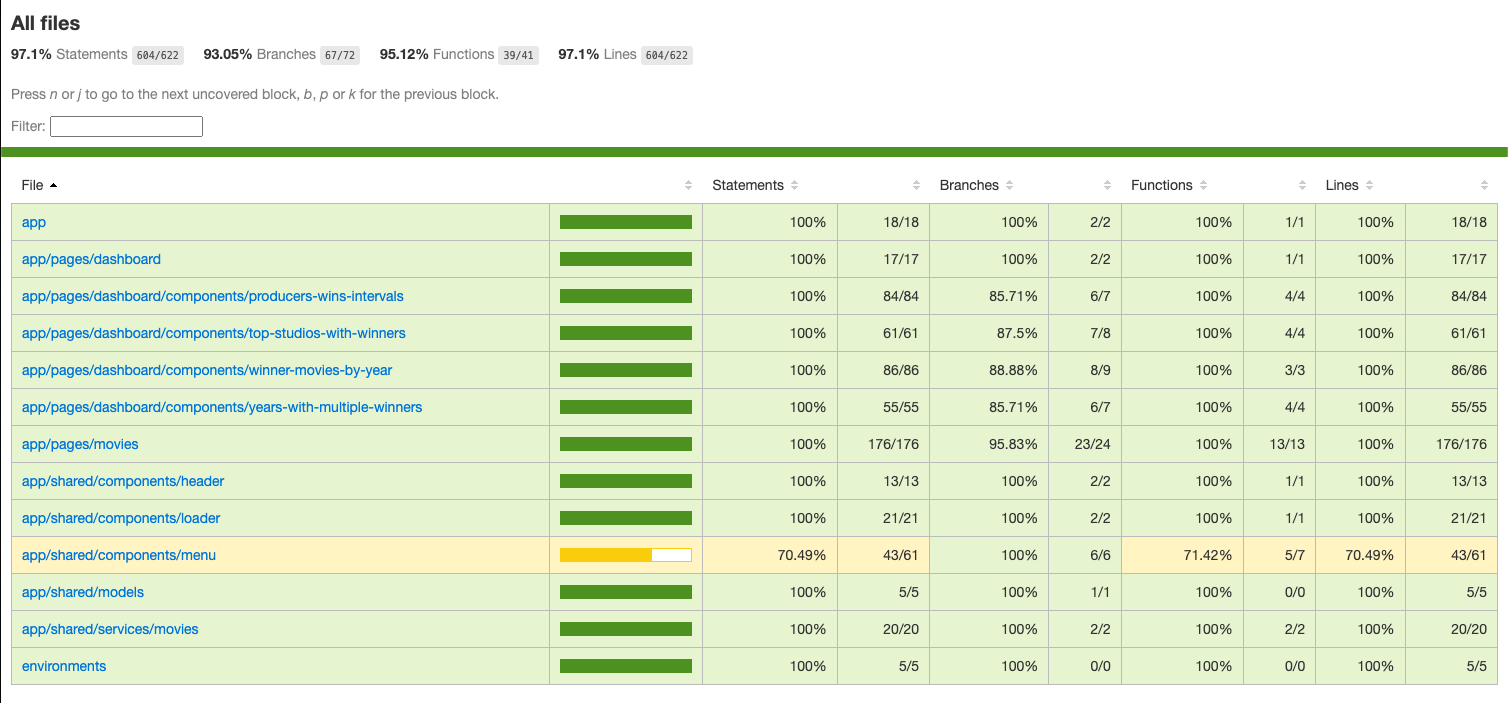 All files
97.1% Statements 604/622 93.05% Branches 67/72 95.12% Functions 39/41 97.1% Lines 604/622
Press n or j to go to the next uncovered block, b, p or k for the previous block.
Filter:
File Statements Branches Functions Lines
app 100% 18/18 100% 2/2 100% 1/1 100% 18/18
app/pages/dashboard 100% 17/17 100% 2/2 100% 1/1 100% 17/17
app/pages/dashboard/components/producers-wins-intervals 100% 84/84 85.71% 6/7 100% 4/4 100% 84/84
app/pages/dashboard/components/top-studios-with-winners 100% 61/61 87.5% 7/8 100% 4/4 100% 61/61
app/pages/dashboard/components/winner-movies-by-year 100% 86/86 88.88% 8/9 100% 3/3 100% 86/86
app/pages/dashboard/components/years-with-multiple-winners 100% 55/55 85.71% 6/7 100% 4/4 100% 55/55
app/pages/movies 100% 176/176 95.83% 23/24 100% 13/13 100% 176/176
app/shared/components/header 100% 13/13 100% 2/2 100% 1/1 100% 13/13
app/shared/components/loader 100% 21/21 100% 2/2 100% 1/1 100% 21/21
app/shared/components/menu 70.49% 43/61 100% 6/6 71.42% 5/7 70.49% 43/61
app/shared/models 100% 5/5 100% 1/1 100% 0/0 100% 5/5
app/shared/services/movies 100% 20/20 100% 2/2 100% 2/2 100% 20/20
environments 100% 5/5 100% 0/0 100% 0/0 100% 5/5